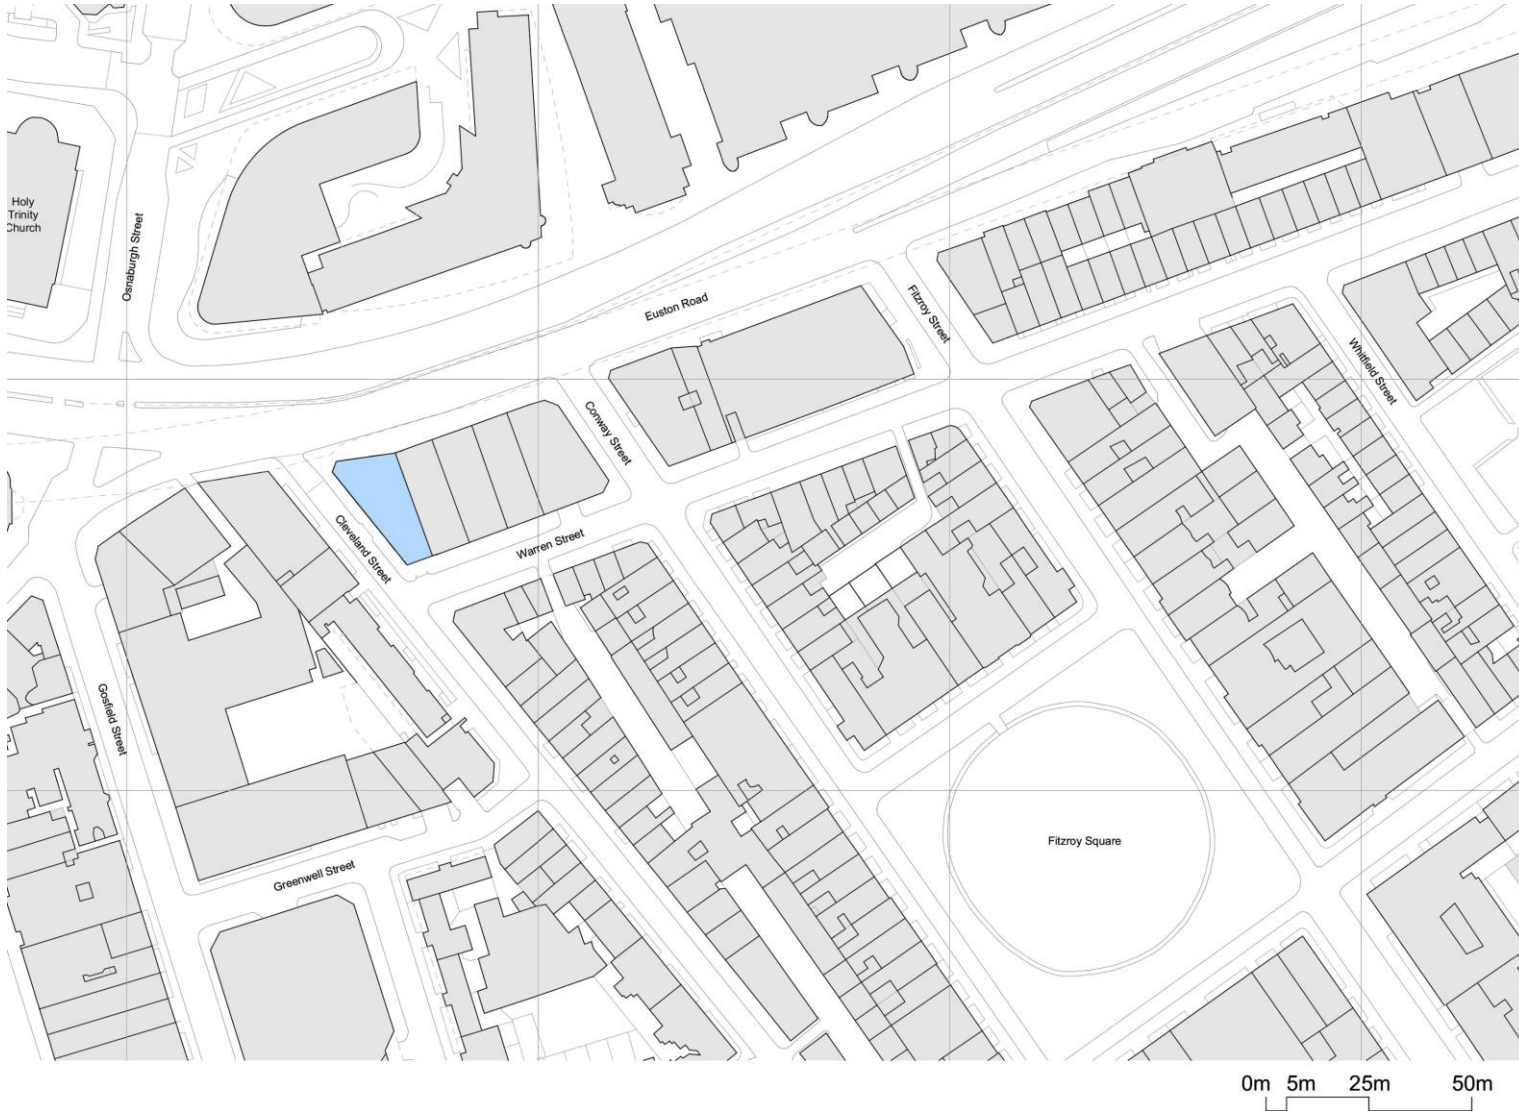 Holy
Trinity
Church
Osnaburgh Street
Euston Road
Fitzroy Street
Whitfield Street
Conway Street
Cleveland Street
Warren Street
Gosfield Street
Fitzroy Square
Greenwell Street
0m 5m 25m 50m